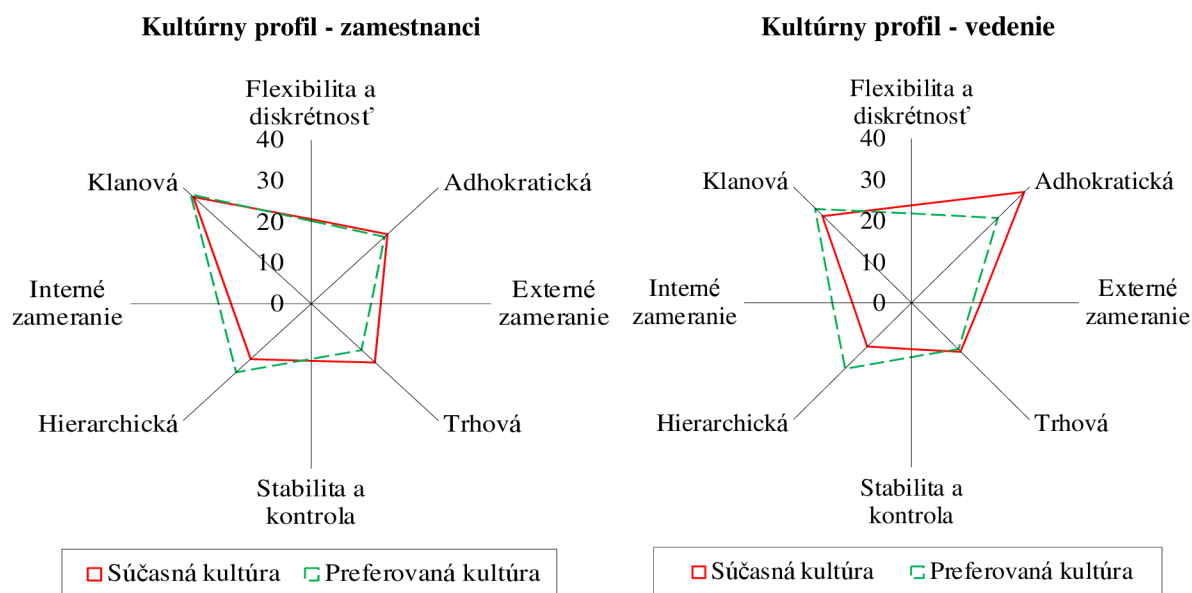 Kultúrny profil - zamestnanci
Flexibilita a
diskrétnosť
40
30
20
10
0
Klanová
Adhokratická
Interné
zameranie
Externé
zameranie
Hierarchická
Trhová
Stabilita a
kontrola
Súčasná kultúra
Preferovaná kultúra
Kultúrny profil - vedenie
Flexibilita a
diskrétnosť
40
30
20
10
0
Klanová
Adhokratická
Interné
zameranie
Externé
zameranie
Hierarchická
Trhová
Stabilita a
kontrola
Súčasná kultúra
Preferovaná kultúra